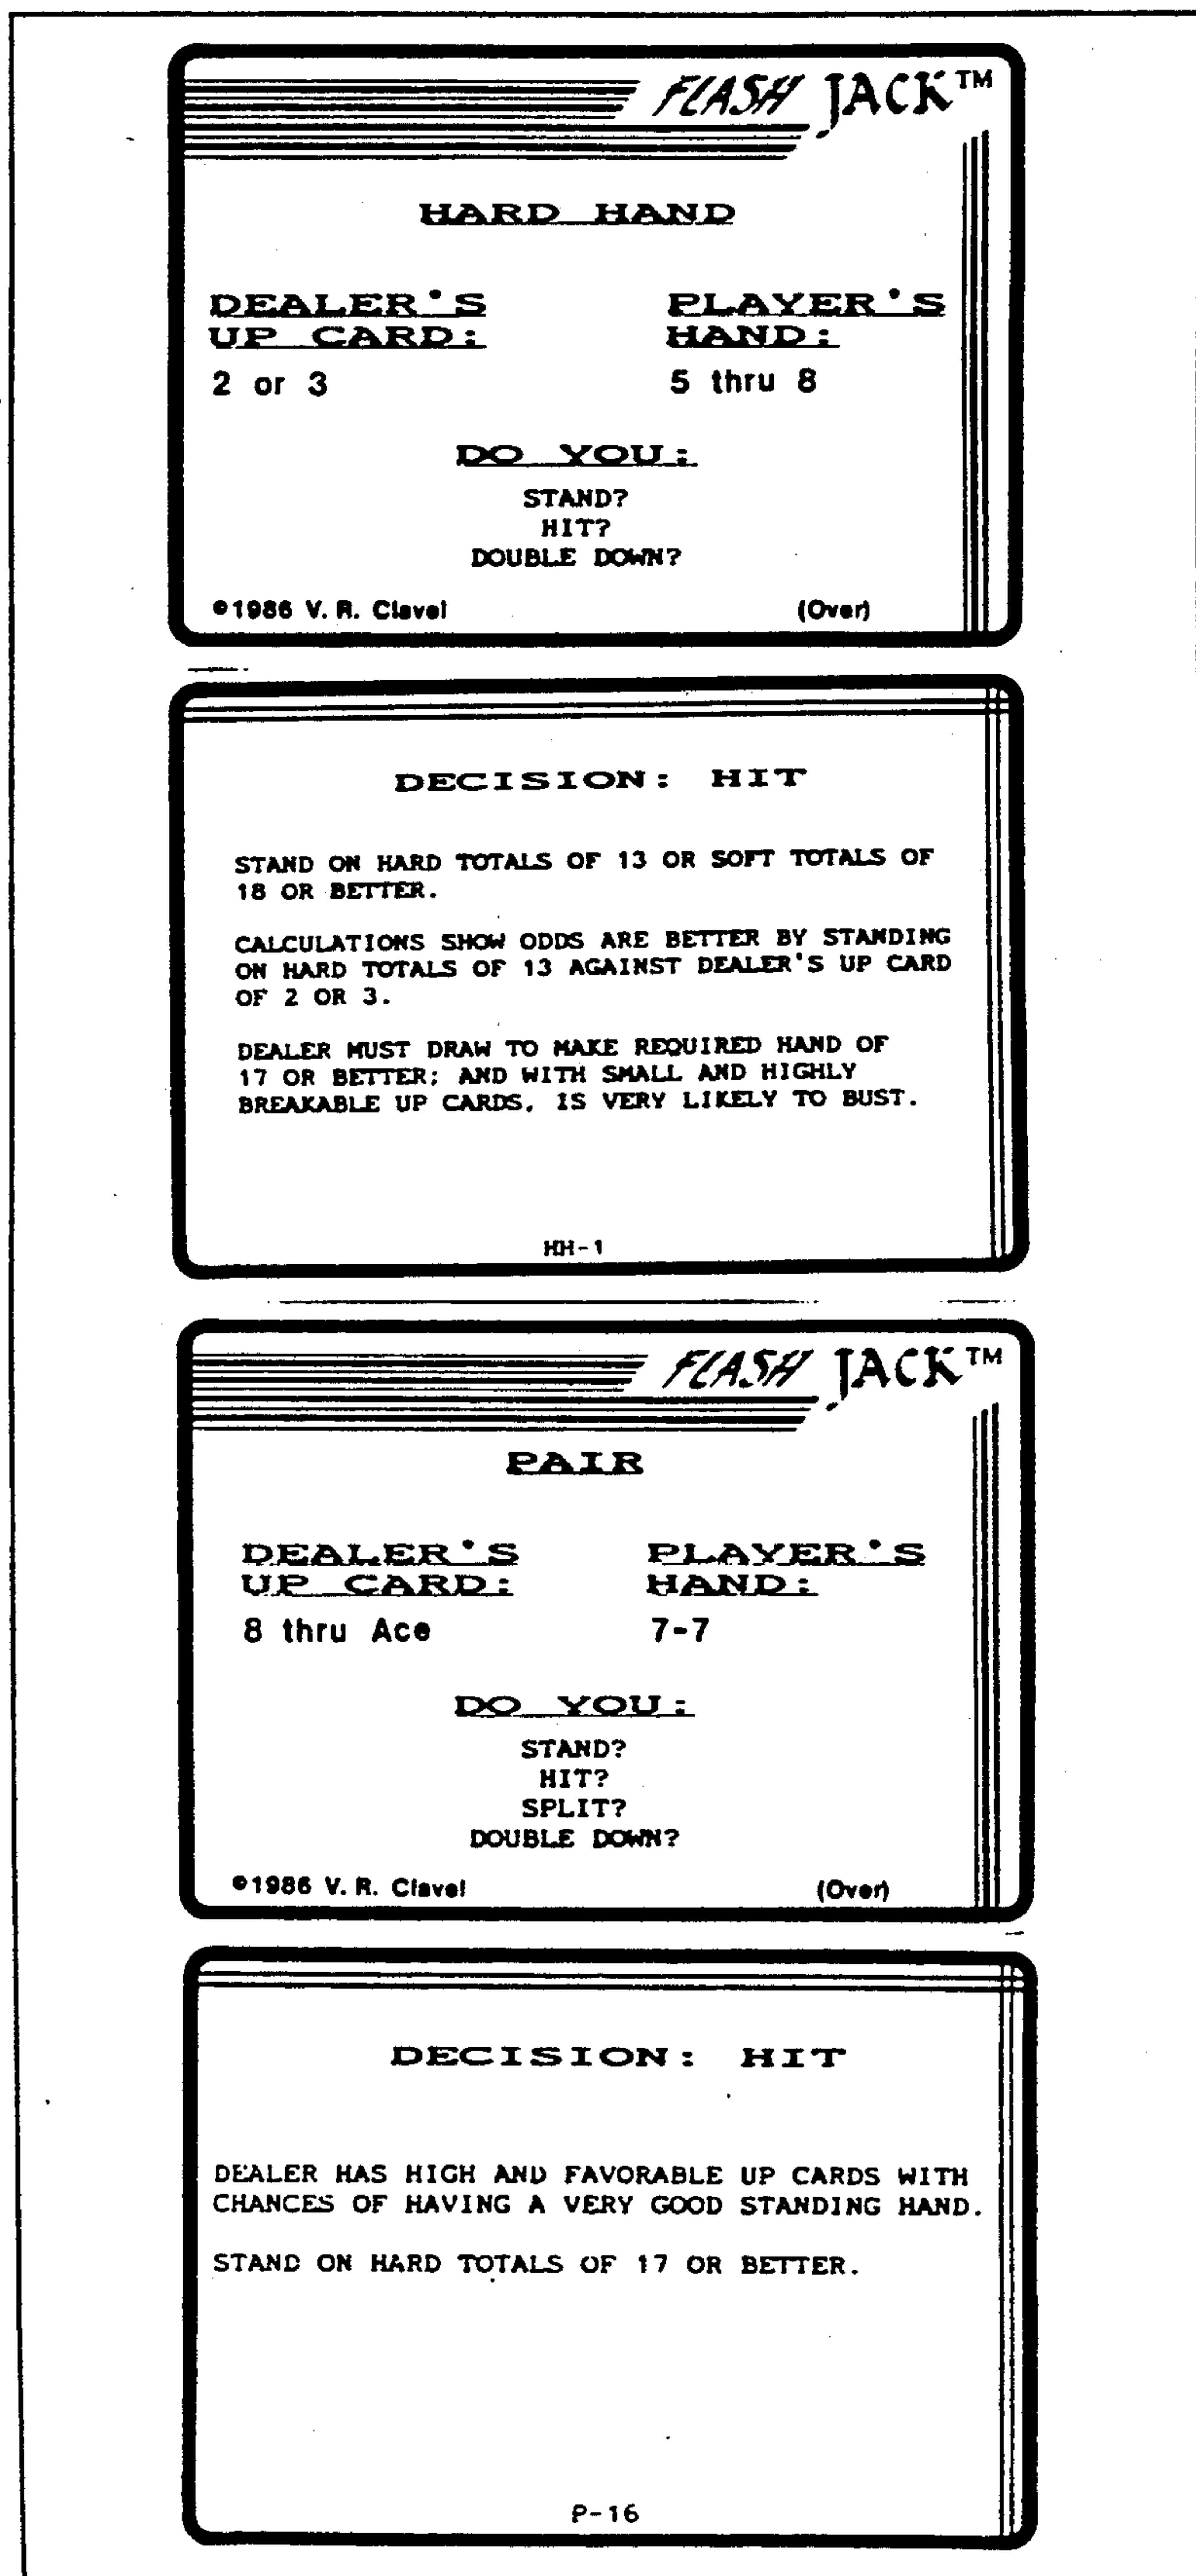 FLASH JACK™
HARD HAND
DEALER'S
UP CARD:
2 or 3
PLAYER'S
HAND:
5 thru 8
DO YOU:
STAND?
HIT?
DOUBLE DOWN?
©1986 V. R. Clavel
(Over)
DECISION: HIT
STAND ON HARD TOTALS OF 13 OR SOFT TOTALS OF
18 OR BETTER.
CALCULATIONS SHOW ODDS ARE BETTER BY STANDING
ON HARD TOTALS OF 13 AGAINST DEALER'S UP CARD
OF 2 OR 3.
DEALER MUST DRAW TO MAKE REQUIRED HAND OF
17 OR BETTER; AND WITH SMALL AND HIGHLY
BREAKABLE UP CARDS, IS VERY LIKELY TO BUST.
HH-1
FLASH JACK™
PAIR
DEALER'S
UP CARD:
8 thru Ace
PLAYER'S
HAND:
7-7
DO YOU:
STAND?
HIT?
SPLIT?
DOUBLE DOWN?
©1986 V. R. Clavel
(Over)
DECISION: HIT
DEALER HAS HIGH AND FAVORABLE UP CARDS WITH
CHANCES OF HAVING A VERY GOOD STANDING HAND.
STAND ON HARD TOTALS OF 17 OR BETTER.
P-16